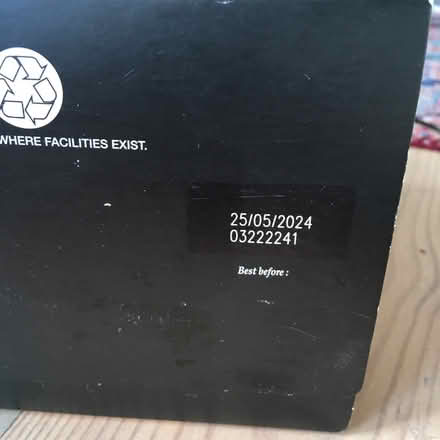 WHERE FACILITIES EXIST.
25/05/2024
03222241
Best before :